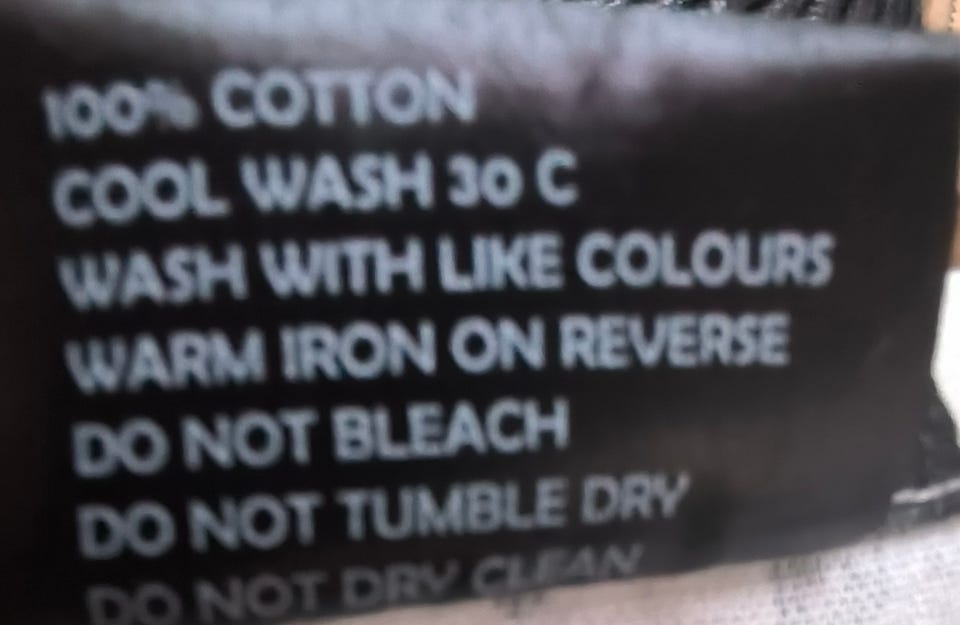 100% COTTON
COOL WASH 30 C
WASH WITH LIKE COLOURS
WARM IRON ON REVERSE
DO NOT BLEACH
DO NOT TUMBLE DRY
DO NOT DRY CLEAN